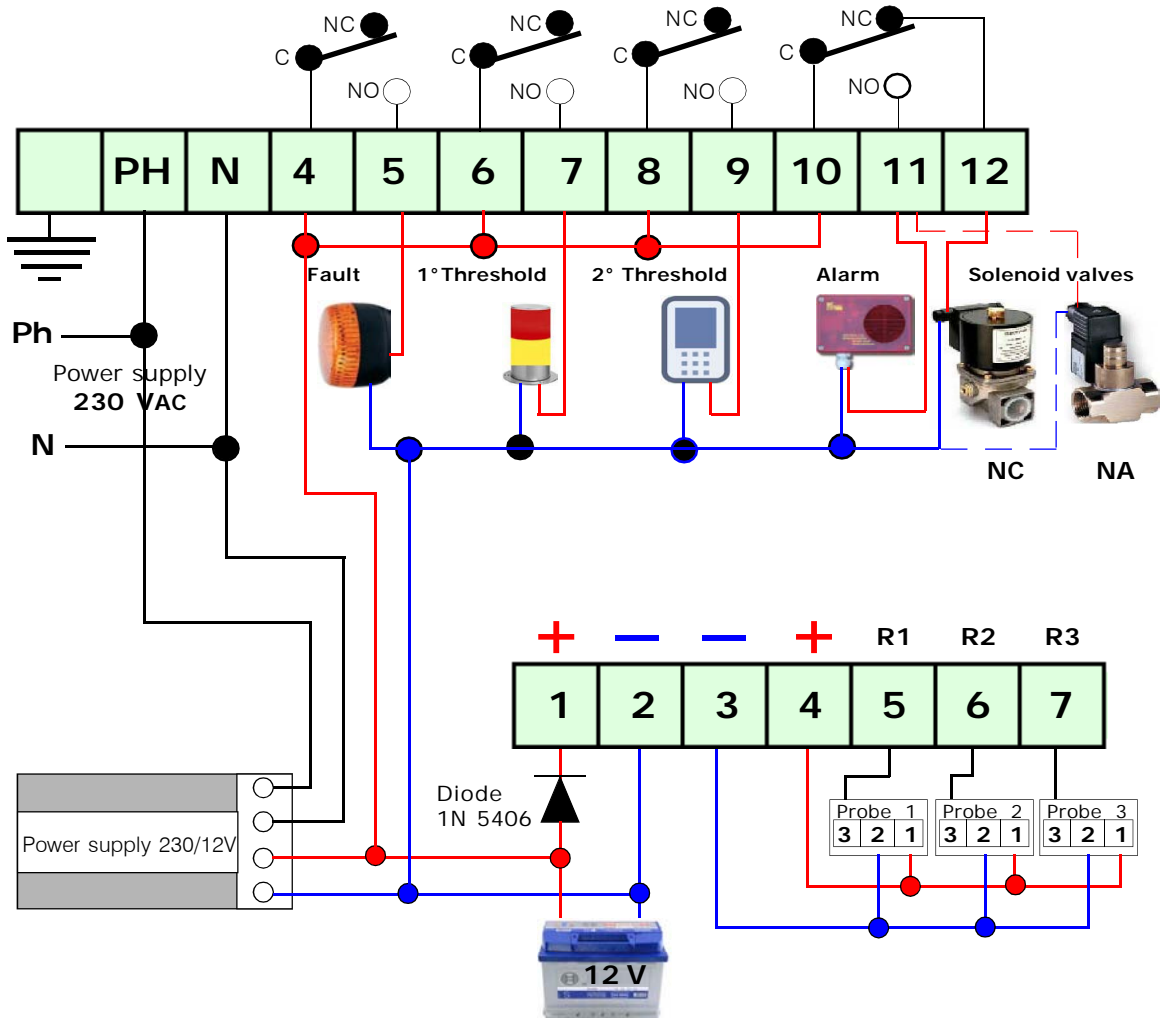 NC NC NC NC
C C C C
NO NO NO NO
PH N 4 5 6 7 8 9 10 11 12
Fault 1°Threshold 2° Threshold Alarm Solenoid valves
Ph
Power supply
230 VAC
N
NC NA
+ — — + R1 R2 R3
1 2 3 4 5 6 7
Diode
1N 5406
Probe 1 Probe 2 Probe 3
3 2 1 3 2 1 3 2 1
Power supply 230/12V
12 V